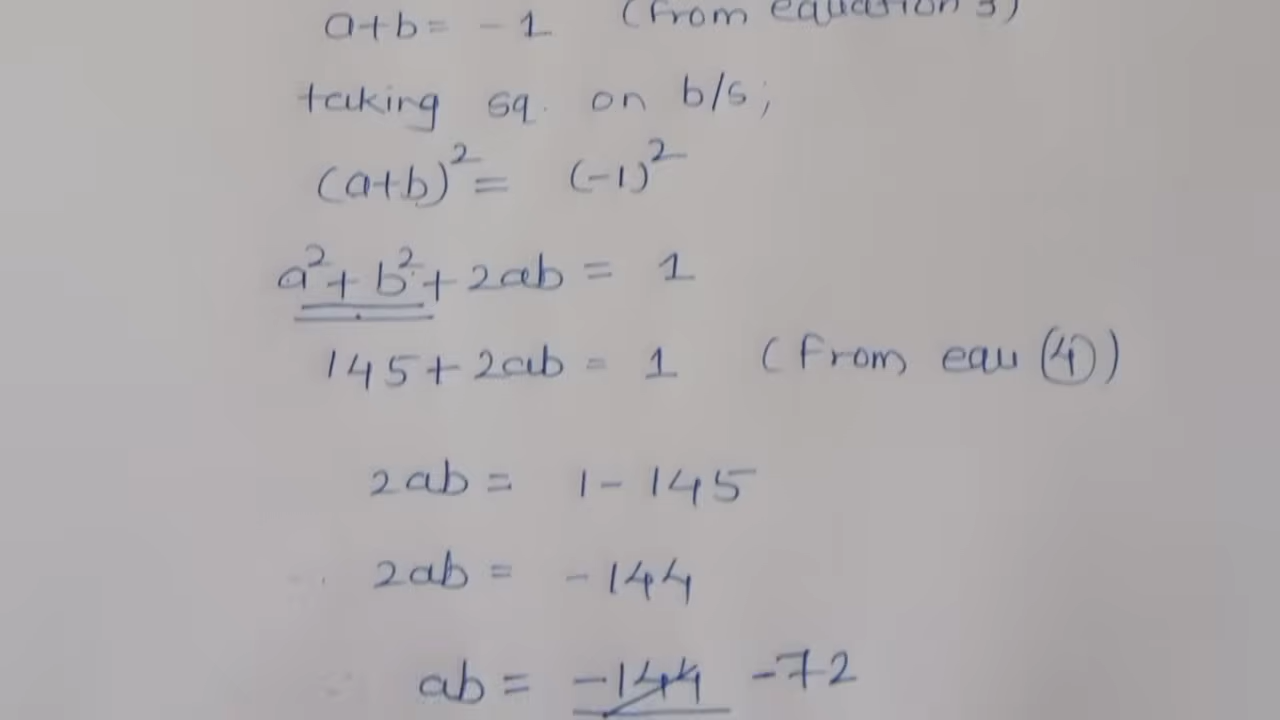 a+b= -1 (from equation 3)
taking sq. on b/s;
(a+b)²= (-1)²
a²+b²+2ab= 1
145+2ab= 1 (from equ ④)
2ab= 1-145
2ab= -144
ab= -144 -72